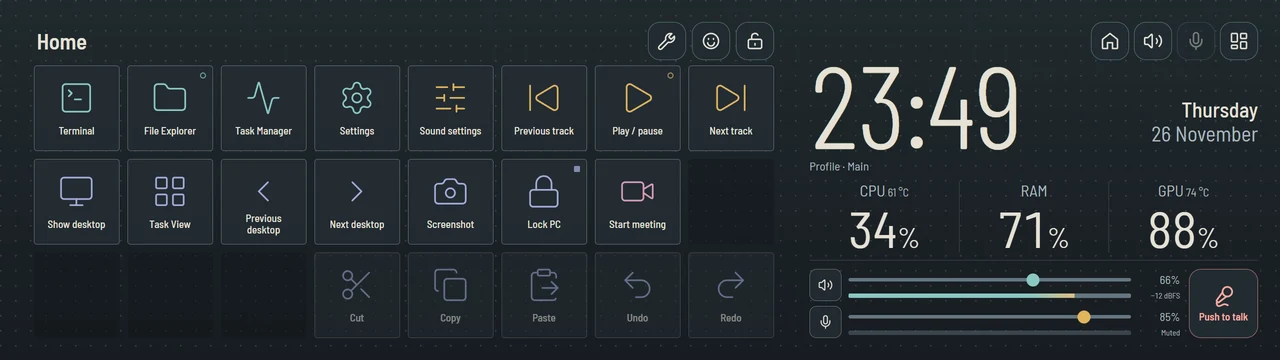 Home
Terminal
File Explorer
Task Manager
Settings
Sound settings
Previous track
Play / pause
Next track
Show desktop
Task View
Previous
desktop
Next desktop
Screenshot
Lock PC
Start meeting
Cut
Copy
Paste
Undo
Redo
23:49
Thursday
26 November
Profile · Main
CPU 61 °C
34%
RAM
71%
GPU 74 °C
88%
66%
−12 dBFS
85%
Muted
Push to talk